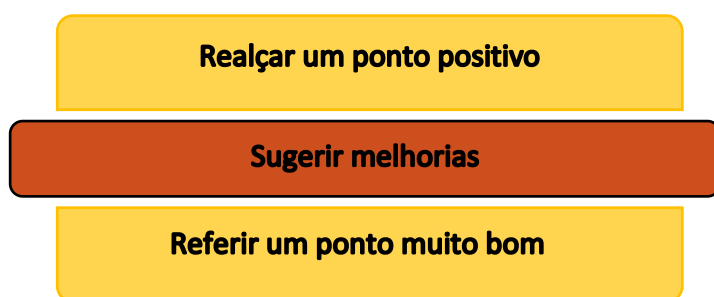 Realçar um ponto positivo
Sugerir melhorias
Referir um ponto muito bom